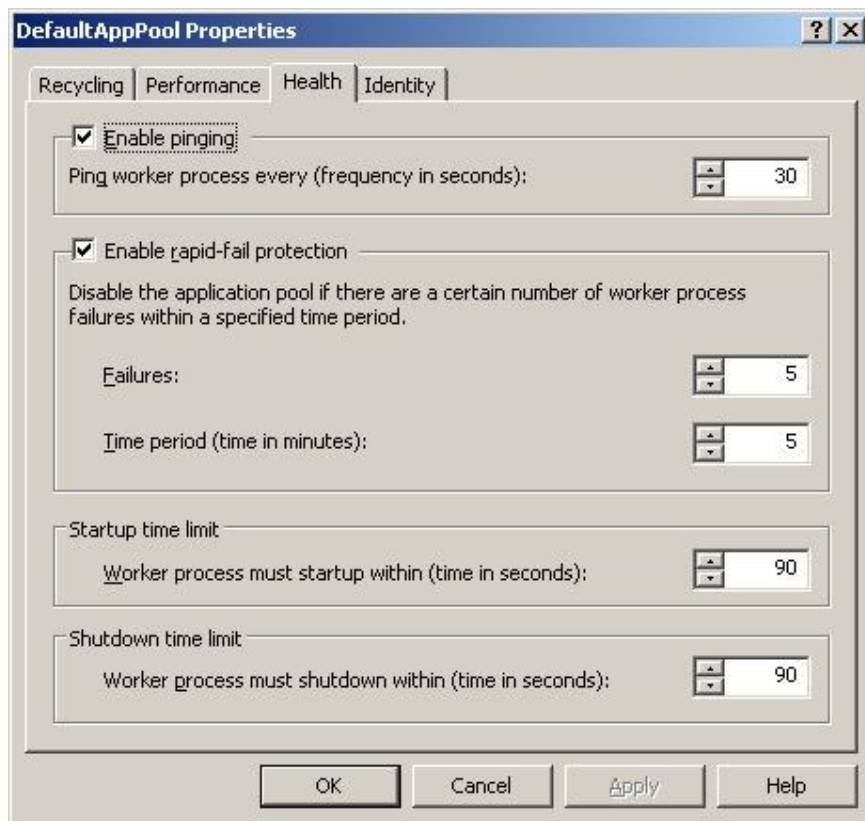 DefaultAppPool Properties
Recycling Performance Health Identity
Enable pinging
Ping worker process every (frequency in seconds): 30
Enable rapid-fail protection
Disable the application pool if there are a certain number of worker process
failures within a specified time period.
Failures: 5
Time period (time in minutes): 5
Startup time limit
Worker process must startup within (time in seconds): 90
Shutdown time limit
Worker process must shutdown within (time in seconds): 90
OK Cancel Apply Help